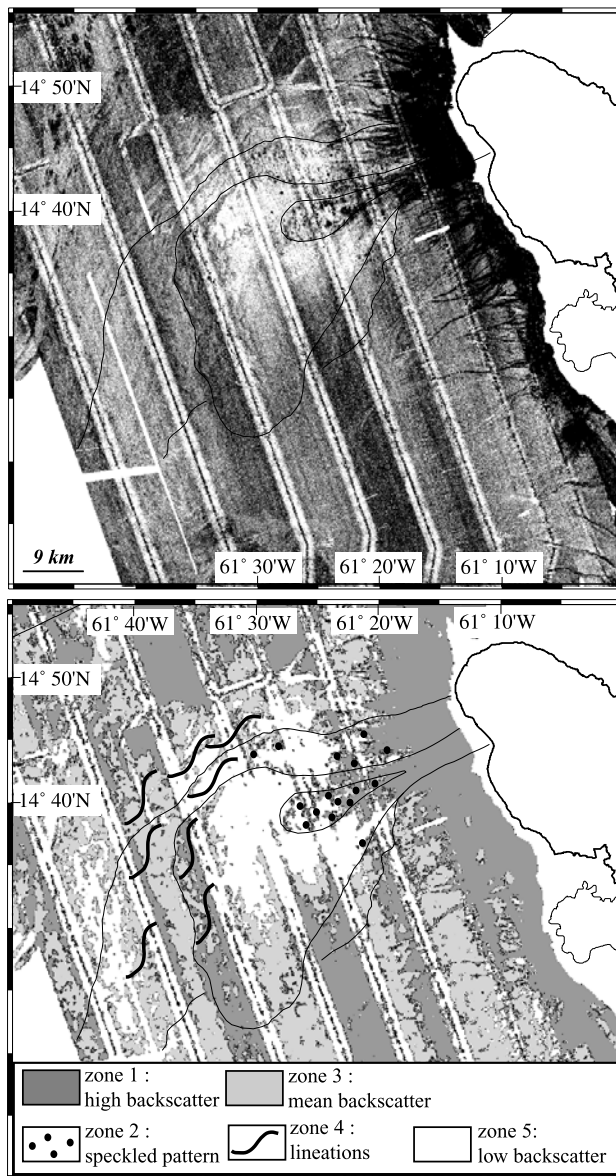 14° 50'N
14° 40'N
9 km
61° 30'W 61° 20'W 61° 10'W
61° 40'W 61° 30'W 61° 20'W 61° 10'W
14° 50'N
14° 40'N
zone 1 :
high backscatter
zone 3 :
mean backscatter
zone 2 :
speckled pattern
zone 4 :
lineations
zone 5:
low backscatter